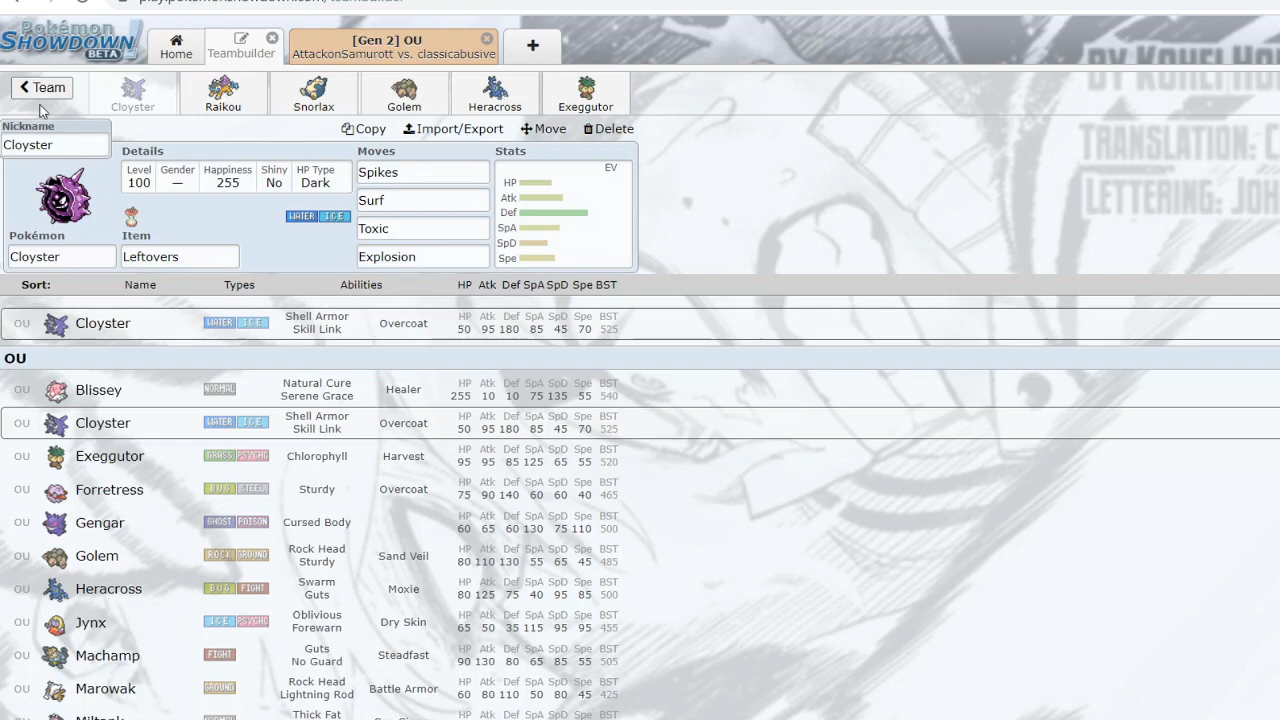 Pokémon
SHOWDOWN
BETA
Home
Teambuilder
[Gen 2] OU
AttackonSamurott vs. classicabusive
+
BY KOHEI HO
TRANSLATION: C
LETTERING: JOH
Team
Cloyster
Raikou
Snorlax
Golem
Heracross
Exeggutor
Copy
Import/Export
Move
Delete
Nickname
Cloyster
Details
Moves
Stats
Level Gender Happiness Shiny HP Type
100 — 255 No Dark
Spikes
Surf
Toxic
Explosion
EV
HP
Atk
Def
SpA
SpD
Spe
WATER ICE
Pokémon
Item
Cloyster
Leftovers
Sort: Name Types Abilities HP Atk Def SpA SpD Spe BST
OU Cloyster WATER ICE Shell Armor Skill Link Overcoat HP 50 Atk 95 Def 180 SpA 85 SpD 45 Spe 70 BST 525
OU
OU Blissey NORMAL Natural Cure Serene Grace Healer HP 255 Atk 10 Def 10 SpA 75 SpD 135 Spe 55 BST 540
OU Cloyster WATER ICE Shell Armor Skill Link Overcoat HP 50 Atk 95 Def 180 SpA 85 SpD 45 Spe 70 BST 525
OU Exeggutor GRASS PSYCHC Chlorophyll Harvest HP 95 Atk 95 Def 85 SpA 125 SpD 65 Spe 55 BST 520
OU Forretress BUG STEEL Sturdy Overcoat HP 75 Atk 90 Def 140 SpA 60 SpD 60 Spe 40 BST 465
OU Gengar GHOST POISON Cursed Body HP 60 Atk 65 Def 60 SpA 130 SpD 75 Spe 110 BST 500
OU Golem ROCK GROUND Rock Head Sturdy Sand Veil HP 80 Atk 110 Def 130 SpA 55 SpD 65 Spe 45 BST 485
OU Heracross BUG FIGHT Swarm Guts Moxie HP 80 Atk 125 Def 75 SpA 40 SpD 95 Spe 85 BST 500
OU Jynx ICE PSYCHC Oblivious Forewarn Dry Skin HP 65 Atk 50 Def 35 SpA 115 SpD 95 Spe 95 BST 455
OU Machamp FIGHT Guts No Guard Steadfast HP 90 Atk 130 Def 80 SpA 65 SpD 85 Spe 55 BST 505
OU Marowak GROUND Rock Head Lightning Rod Battle Armor HP 60 Atk 80 Def 110 SpA 50 SpD 80 Spe 45 BST 425
Thick Fat HP Atk Def SpA SpD Spe BST